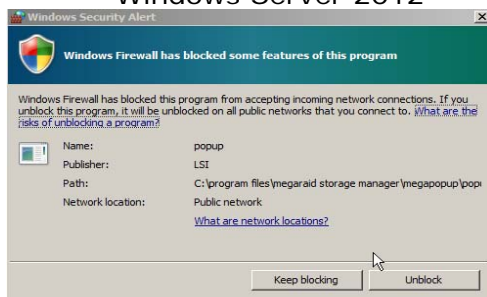 Windows Server 2012
Windows Security Alert
Windows Firewall has blocked some features of this program
Windows Firewall has blocked this program from accepting incoming network connections. If you
unblock this program, it will be unblocked on all public networks that you connect to. What are the
risks of unblocking a program?
Name: popup
Publisher: LSI
Path: C:\program files\megaraid storage manager\megapopup\pop
Network location: Public network
What are network locations?
Keep blocking Unblock